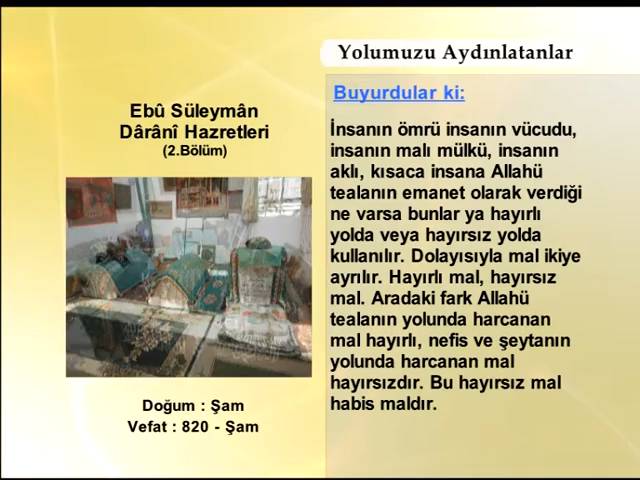 Yolumuzu Aydınlatanlar
Ebû Süleymân
Dârânî Hazretleri
(2.Bölüm)
Doğum : Şam
Vefat : 820 - Şam
Buyurdular ki:
İnsanın ömrü insanın vücudu,
insanın malı mülkü, insanın
aklı, kısaca insana Allahü
tealanın emanet olarak verdiği
ne varsa bunlar ya hayırlı
yolda veya hayırsız yolda
kullanılır. Dolayısıyla mal ikiye
ayrılır. Hayırlı mal, hayırsız
mal. Aradaki fark Allahü
tealanın yolunda harcanan
mal hayırlı, nefis ve şeytanın
yolunda harcanan mal
hayırsızdır. Bu hayırsız mal
habis maldır.